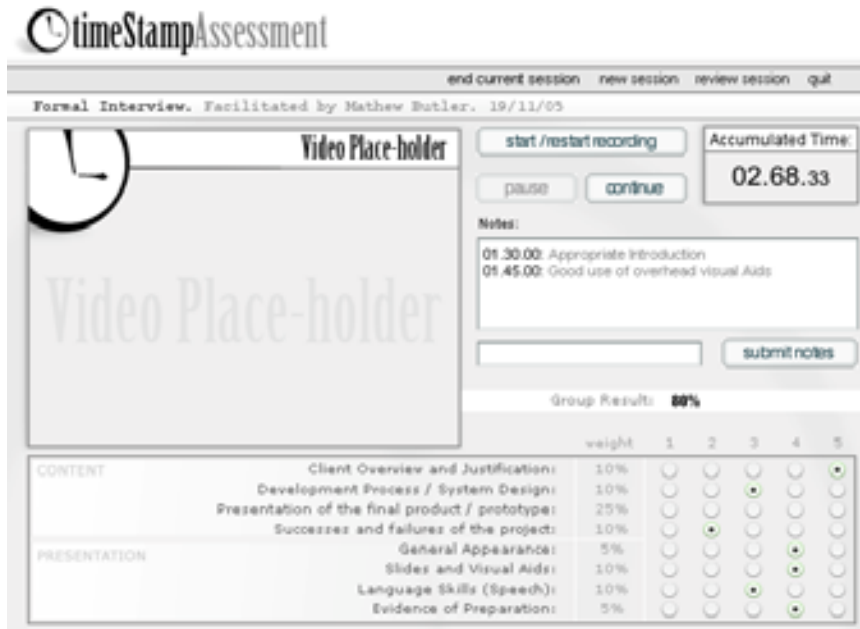 timeStampAssessment
end current session new session review session quit
Formal Interview. Facilitated by Mathew Butler. 19/11/05
Video Place-holder
Video Place-holder
start /restart recording
pause continue
Accumulated Time:
02.68.33
Notes:
01.30.00: Appropriate Introduction
01.45.00: Good use of overhead visual Aids
submit notes
Group Result: 80%
weight 1 2 3 4 5
CONTENT
Client Overview and Justification: 10%
Development Process / System Design: 10%
Presentation of the final product / prototype: 25%
Successes and failures of the project: 10%
PRESENTATION
General Appearance: 5%
Slides and Visual Aids: 10%
Language Skills (Speech): 10%
Evidence of Preparation: 5%